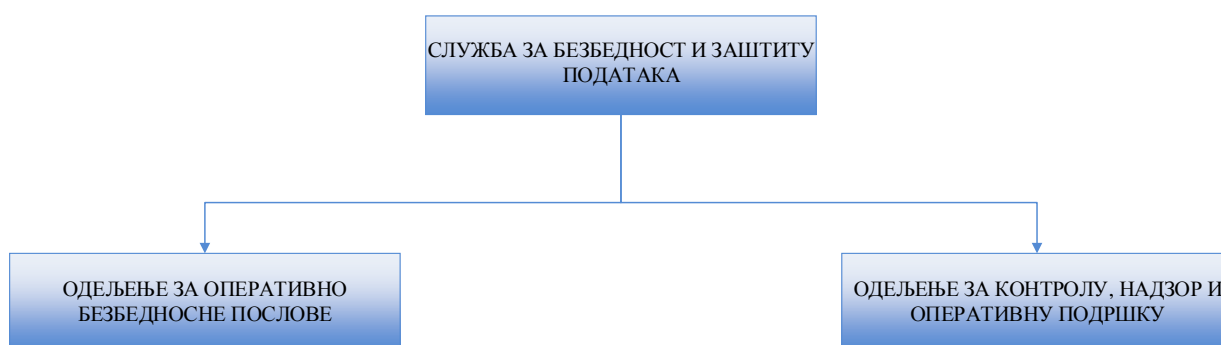 СЛУЖБА ЗА БЕЗБЕДНОСТ И ЗАШТИТУ
ПОДАТАКА
ОДЕЉЕЊЕ ЗА ОПЕРАТИВНО
БЕЗБЕДНОСНЕ ПОСЛОВЕ
ОДЕЉЕЊЕ ЗА КОНТРОЛУ, НАДЗОР И
ОПЕРАТИВНУ ПОДРШКУ